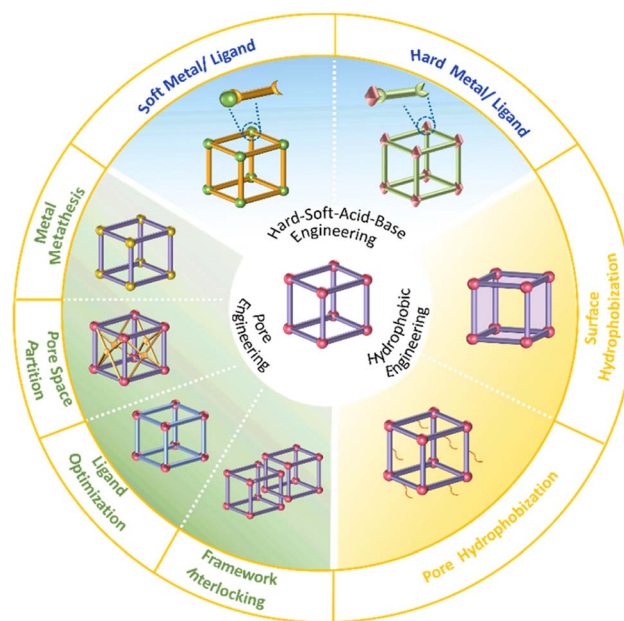 Soft Metal/ Ligand
Hard Metal/ Ligand
Metal
Metathesis
Hard-Soft-Acid-Base
Engineering
Pore
Engineering
Hydrophobic
Engineering
Surface
Hydrophobization
Pore Space
Partition
Ligand
Optimization
Framework
Interlocking
Pore Hydrophobization